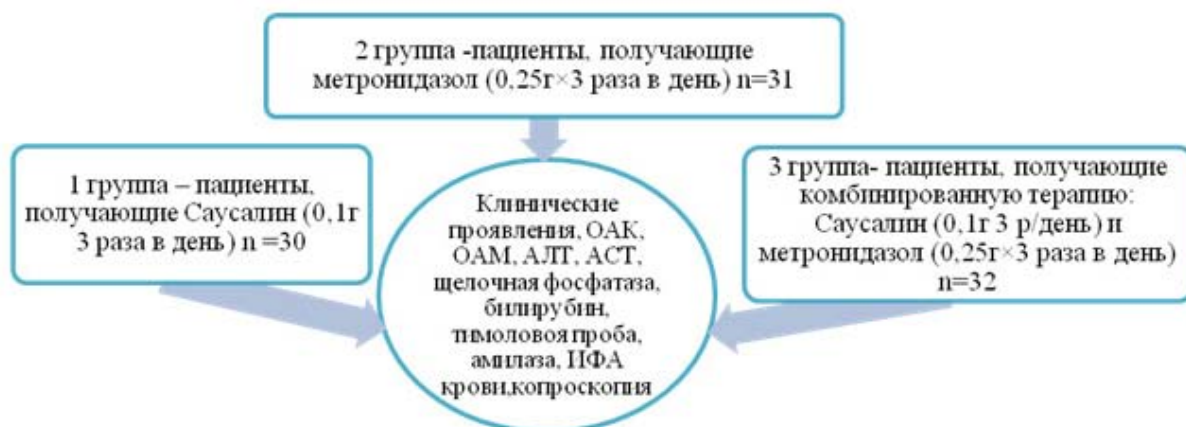 2 группа -пациенты, получающие
метронидазол (0,25г×3 раза в день) n=31
1 группа – пациенты,
получающие Саусалин (0,1г
3 раза в день) n =30
Клинические
проявления, ОАК,
ОАМ, АЛТ, АСТ,
щелочная фосфатаза,
билирубин,
тимоловоя проба,
амилаза, ИФА
крови,копроскопия
3 группа- пациенты, получающие
комбинированную терапию:
Саусалин (0,1г 3 р/день) и
метронидазол (0,25г×3 раза в день)
n=32